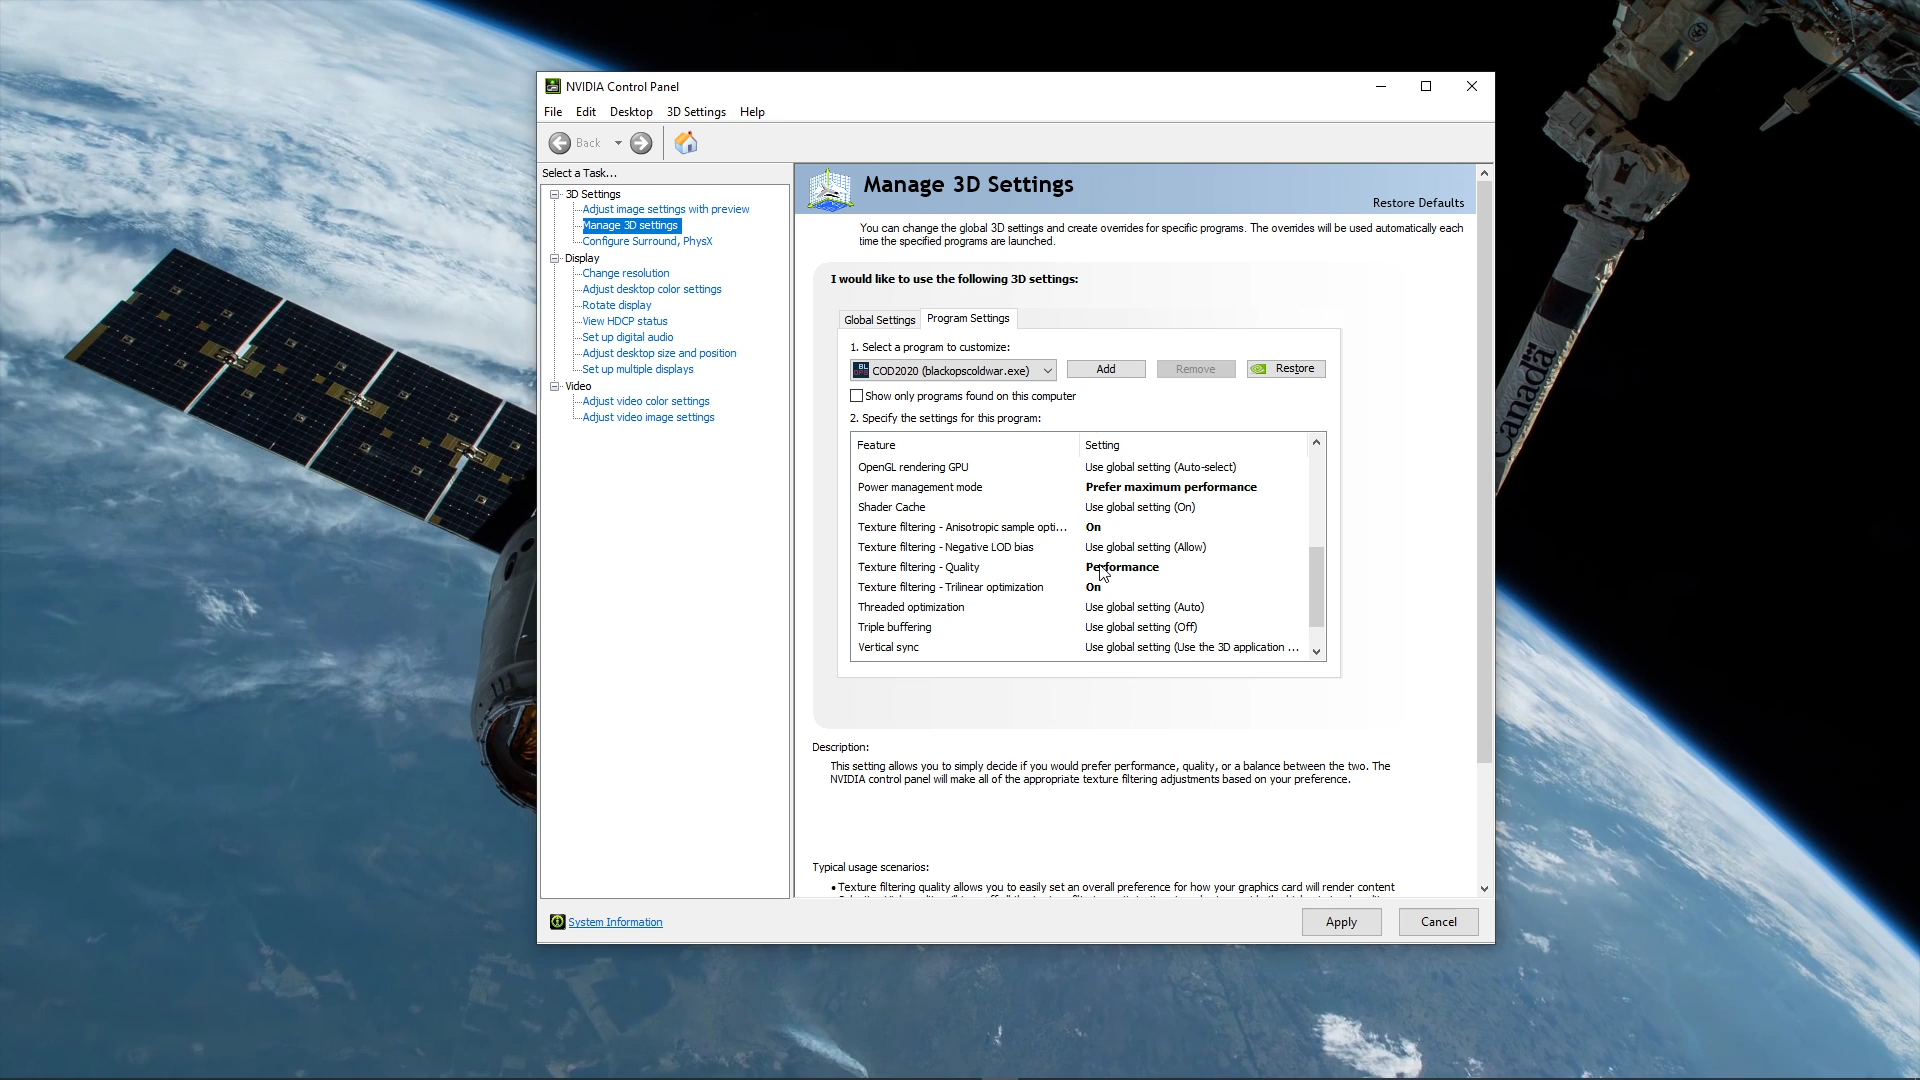 NVIDIA Control Panel
File Edit Desktop 3D Settings Help
Back
Select a Task...
3D Settings
Adjust image settings with preview
Manage 3D settings
Configure Surround, PhysX
Display
Change resolution
Adjust desktop color settings
Rotate display
View HDCP status
Set up digital audio
Adjust desktop size and position
Set up multiple displays
Video
Adjust video color settings
Adjust video image settings
System Information
Manage 3D Settings
Restore Defaults
You can change the global 3D settings and create overrides for specific programs. The overrides will be used automatically each
time the specified programs are launched.
I would like to use the following 3D settings:
Global Settings Program Settings
1. Select a program to customize:
COD2020 (blackopscoldwar.exe) Add Remove Restore
Show only programs found on this computer
2. Specify the settings for this program:
Feature Setting
OpenGL rendering GPU Use global setting (Auto-select)
Power management mode Prefer maximum performance
Shader Cache Use global setting (On)
Texture filtering - Anisotropic sample opti... On
Texture filtering - Negative LOD bias Use global setting (Allow)
Texture filtering - Quality Performance
Texture filtering - Trilinear optimization On
Threaded optimization Use global setting (Auto)
Triple buffering Use global setting (Off)
Vertical sync Use global setting (Use the 3D application ...
Description:
This setting allows you to simply decide if you would prefer performance, quality, or a balance between the two. The
NVIDIA control panel will make all of the appropriate texture filtering adjustments based on your preference.
Typical usage scenarios:
• Texture filtering quality allows you to easily set an overall preference for how your graphics card will render content
Apply Cancel
Canada